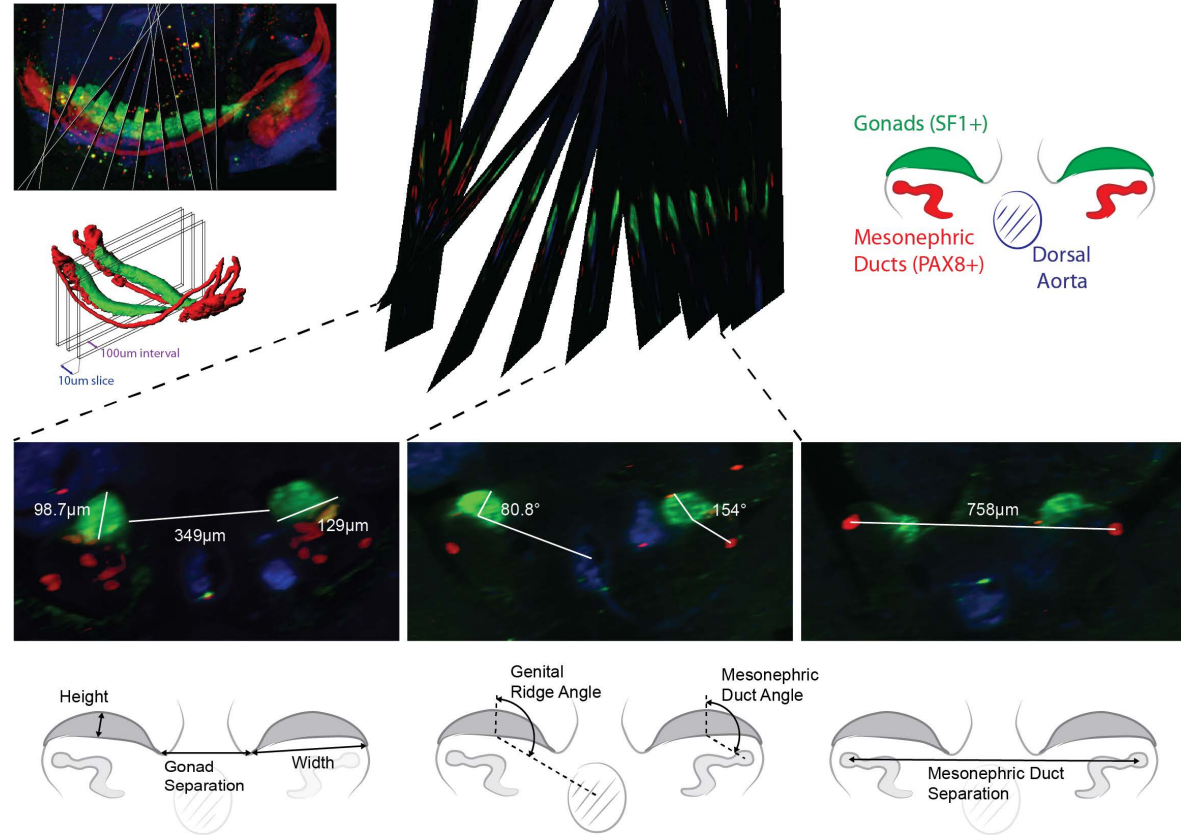 Gonads (SF1+)
Mesonephric
Ducts (PAX8+)
Dorsal
Aorta
100um interval
10um slice
98.7µm
349µm
129µm
80.8°
154°
758µm
Height
Gonad
Separation
Width
Genital
Ridge Angle
Mesonephric
Duct Angle
Mesonephric Duct
Separation